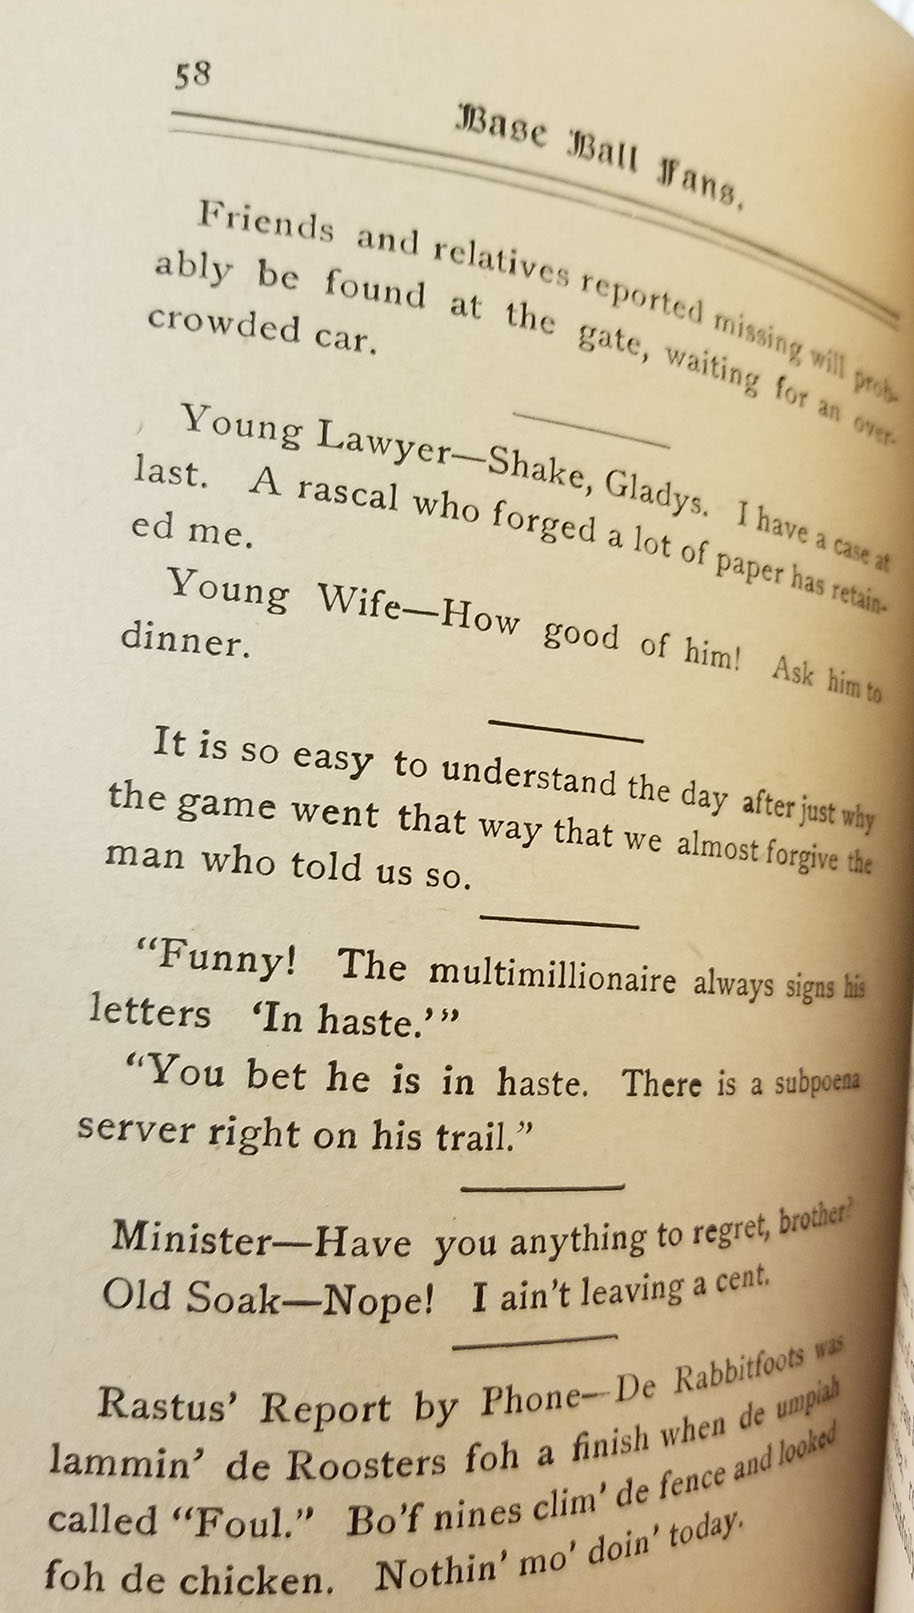 58
Base Ball Fans.
Friends and relatives reported missing will prob-
ably be found at the gate, waiting for an over-
crowded car.
Young Lawyer—Shake, Gladys. I have a case at
last. A rascal who forged a lot of paper has retain-
ed me.
Young Wife—How good of him! Ask him to
dinner.
It is so easy to understand the day after just why
the game went that way that we almost forgive the
man who told us so.
"Funny! The multimillionaire always signs his
letters 'In haste.'"
"You bet he is in haste. There is a subpoena
server right on his trail."
Minister—Have you anything to regret, brother?
Old Soak—Nope! I ain't leaving a cent.
Rastus' Report by Phone—De Rabbitfoots was
lammin' de Roosters foh a finish when de umpiah
called "Foul." Bo'f nines clim' de fence and looked
foh de chicken. Nothin' mo' doin' today.